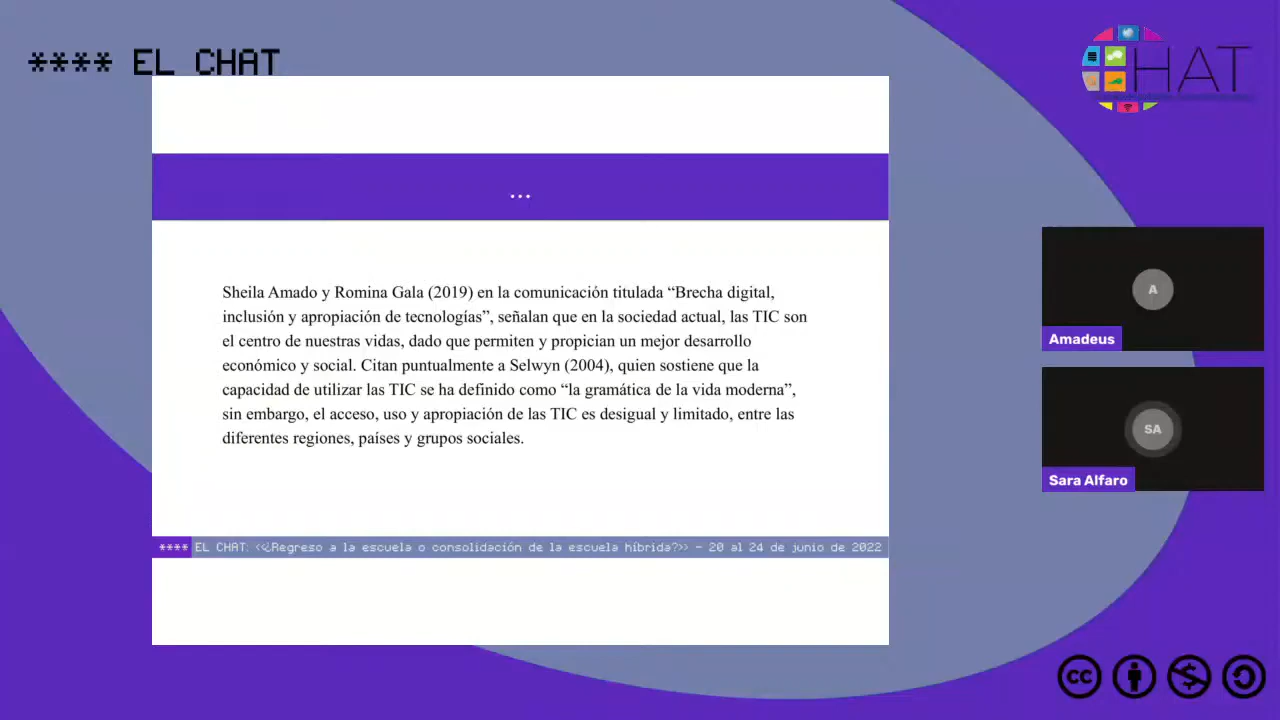 **** EL CHAT
HAT
...
Sheila Amado y Romina Gala (2019) en la comunicación titulada “Brecha digital,
inclusión y apropiación de tecnologías”, señalan que en la sociedad actual, las TIC son
el centro de nuestras vidas, dado que permiten y propician un mejor desarrollo
económico y social. Citan puntualmente a Selwyn (2004), quien sostiene que la
capacidad de utilizar las TIC se ha definido como “la gramática de la vida moderna”,
sin embargo, el acceso, uso y apropiación de las TIC es desigual y limitado, entre las
diferentes regiones, países y grupos sociales.
**** EL CHAT: <<¿Regreso a la escuela o consolidación de la escuela híbrida?>> - 20 al 24 de junio de 2022
A
Amadeus
SA
Sara Alfaro
CC